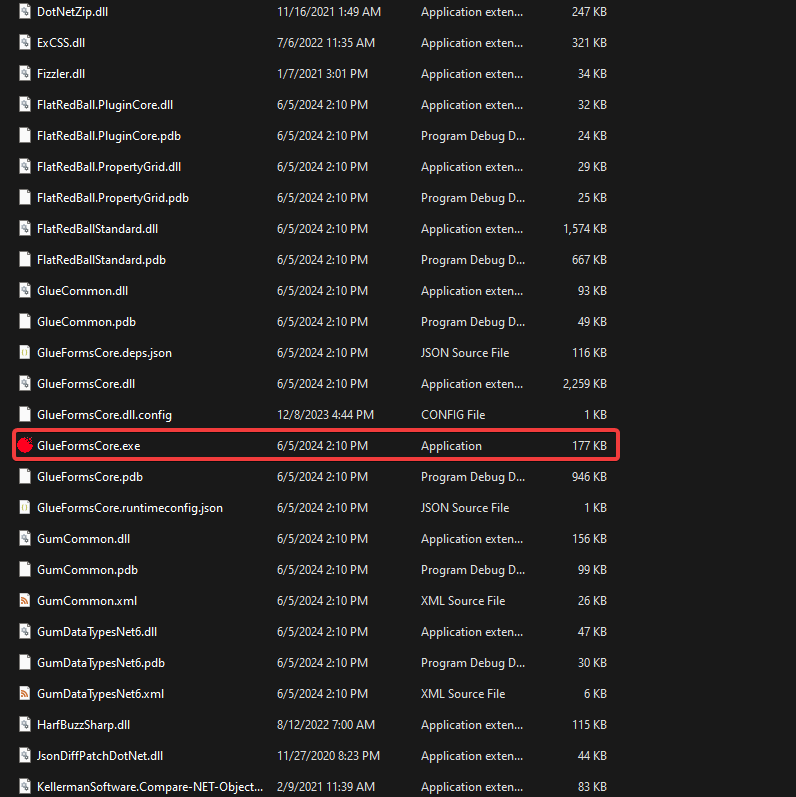 DotNetZip.dll 11/16/2021 1:49 AM Application exten... 247 KB
ExCSS.dll 7/6/2022 11:35 AM Application exten... 321 KB
Fizzler.dll 1/7/2021 3:01 PM Application exten... 34 KB
FlatRedBall.PluginCore.dll 6/5/2024 2:10 PM Application exten... 32 KB
FlatRedBall.PluginCore.pdb 6/5/2024 2:10 PM Program Debug D... 24 KB
FlatRedBall.PropertyGrid.dll 6/5/2024 2:10 PM Application exten... 29 KB
FlatRedBall.PropertyGrid.pdb 6/5/2024 2:10 PM Program Debug D... 25 KB
FlatRedBallStandard.dll 6/5/2024 2:10 PM Application exten... 1,574 KB
FlatRedBallStandard.pdb 6/5/2024 2:10 PM Program Debug D... 667 KB
GlueCommon.dll 6/5/2024 2:10 PM Application exten... 93 KB
GlueCommon.pdb 6/5/2024 2:10 PM Program Debug D... 49 KB
GlueFormsCore.deps.json 6/5/2024 2:10 PM JSON Source File 116 KB
GlueFormsCore.dll 6/5/2024 2:10 PM Application exten... 2,259 KB
GlueFormsCore.dll.config 12/8/2023 4:44 PM CONFIG File 1 KB
GlueFormsCore.exe 6/5/2024 2:10 PM Application 177 KB
GlueFormsCore.pdb 6/5/2024 2:10 PM Program Debug D... 946 KB
GlueFormsCore.runtimeconfig.json 6/5/2024 2:10 PM JSON Source File 1 KB
GumCommon.dll 6/5/2024 2:10 PM Application exten... 156 KB
GumCommon.pdb 6/5/2024 2:10 PM Program Debug D... 99 KB
GumCommon.xml 6/5/2024 2:10 PM XML Source File 26 KB
GumDataTypesNet6.dll 6/5/2024 2:10 PM Application exten... 47 KB
GumDataTypesNet6.pdb 6/5/2024 2:10 PM Program Debug D... 30 KB
GumDataTypesNet6.xml 6/5/2024 2:10 PM XML Source File 6 KB
HarfBuzzSharp.dll 8/12/2022 7:00 AM Application exten... 115 KB
JsonDiffPatchDotNet.dll 11/27/2020 8:23 PM Application exten... 44 KB
KellermanSoftware.Compare-NET-Object... 2/9/2021 11:39 AM Application exten... 83 KB